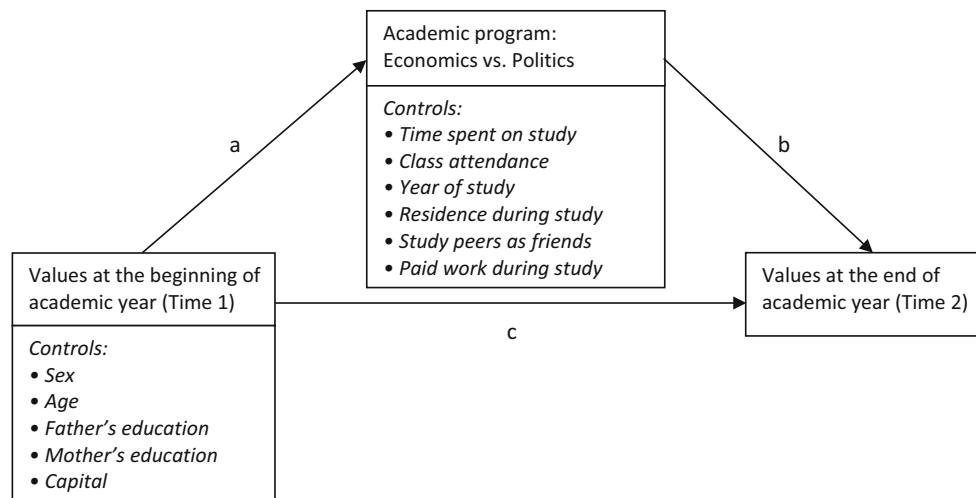 Academic program:
Economics vs. Politics
Controls:
• Time spent on study
• Class attendance
• Year of study
• Residence during study
• Study peers as friends
• Paid work during study
a
b
Values at the beginning of
academic year (Time 1)
Controls:
• Sex
• Age
• Father’s education
• Mother’s education
• Capital
c
Values at the end of
academic year (Time 2)